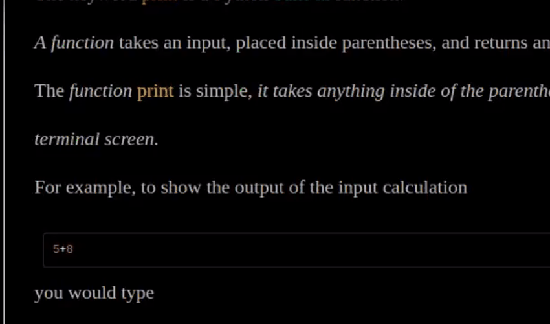 A function takes an input, placed inside parentheses, and returns an
The function print is simple, it takes anything inside of the parenthe
terminal screen.
For example, to show the output of the input calculation
5+8
you would type